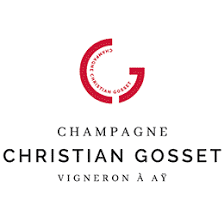 CHAMPAGNE CHRISTIAN GOSSET
CHAMPAGNE
CHRISTIAN GOSSET
VIGNERON À AŸ